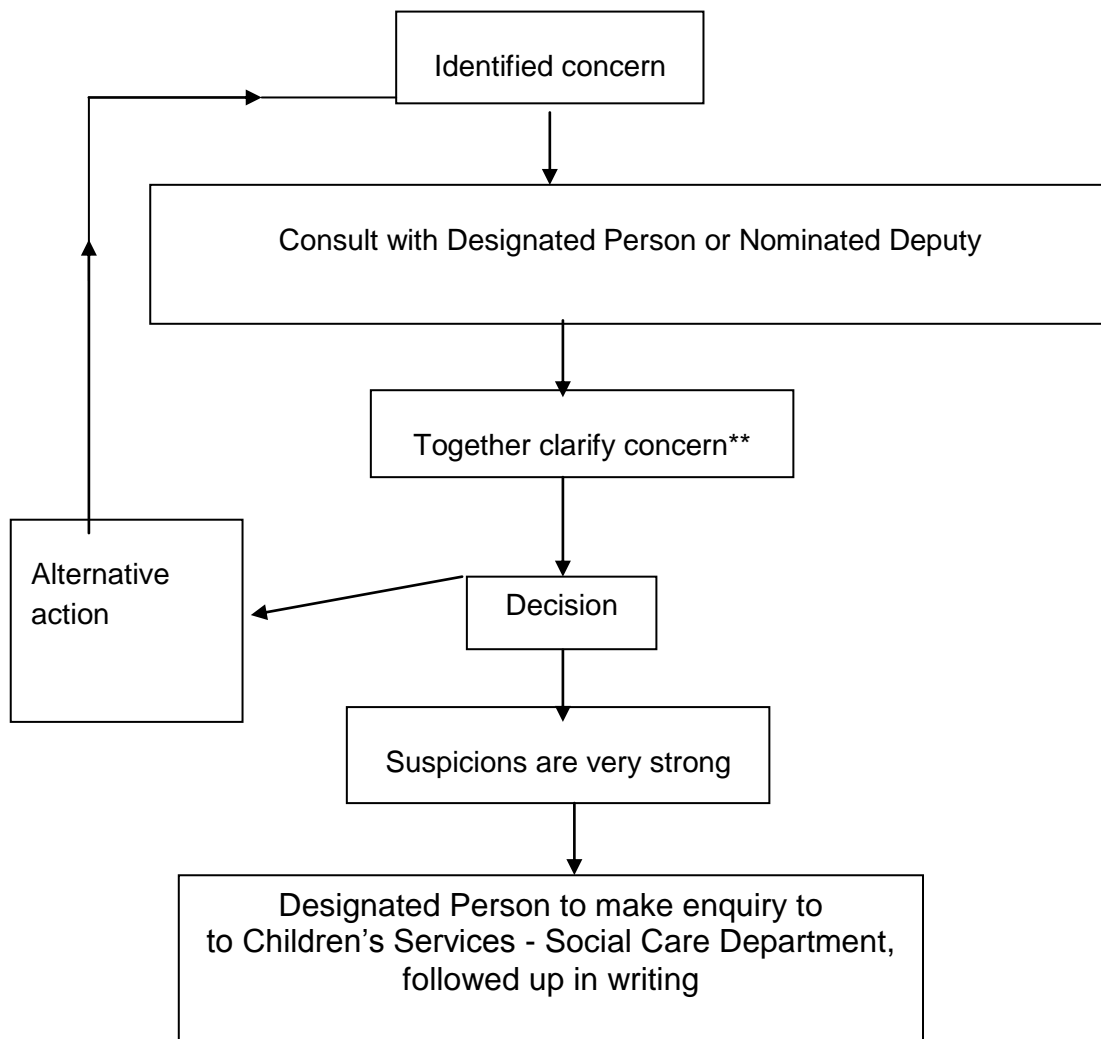 Identified concern
Consult with Designated Person or Nominated Deputy
Together clarify concern**
Alternative
action
Decision
Suspicions are very strong
Designated Person to make enquiry to
to Children’s Services - Social Care Department,
followed up in writing